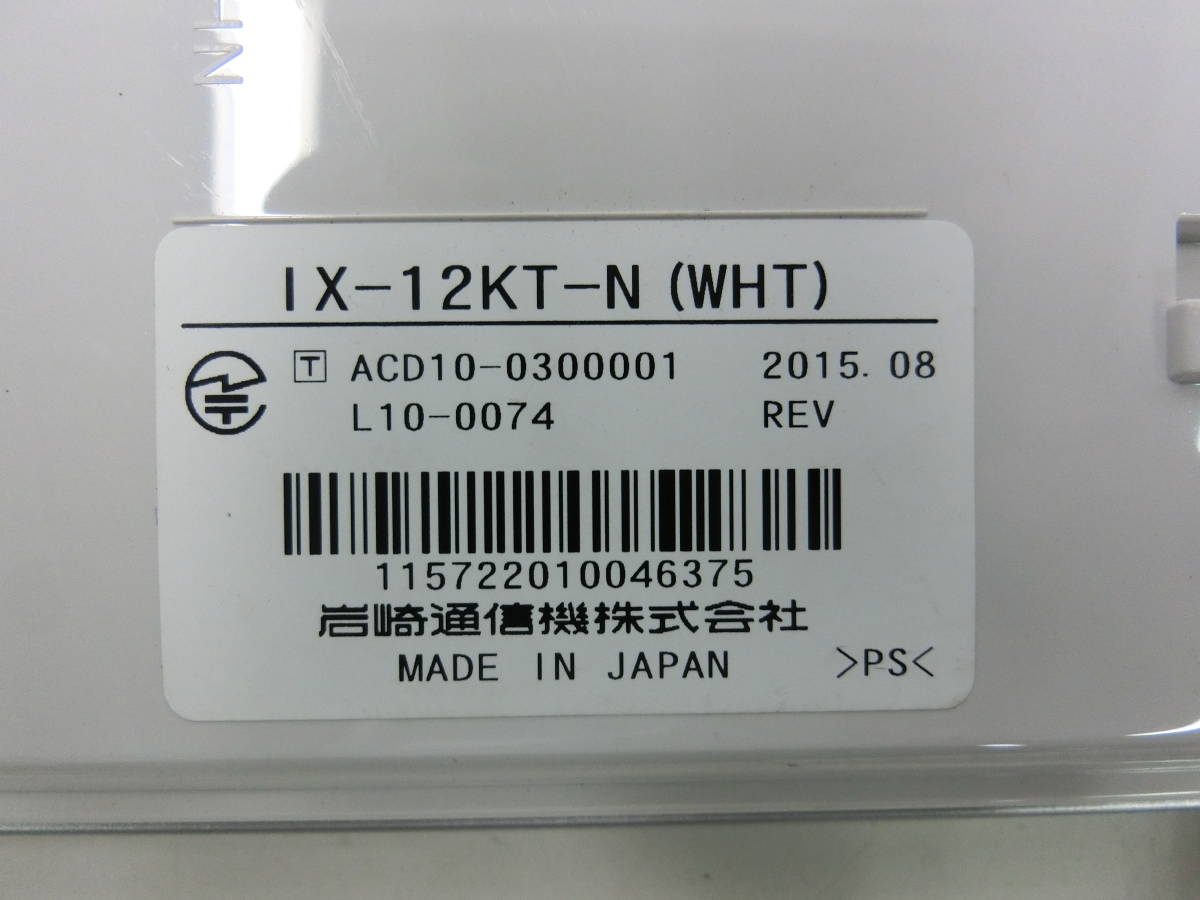 IX-12KT-N (WHT)
T ACD10-0300001 2015. 08
L10-0074 REV
115722010046375
岩崎通信機株式会社
MADE IN JAPAN >PS<